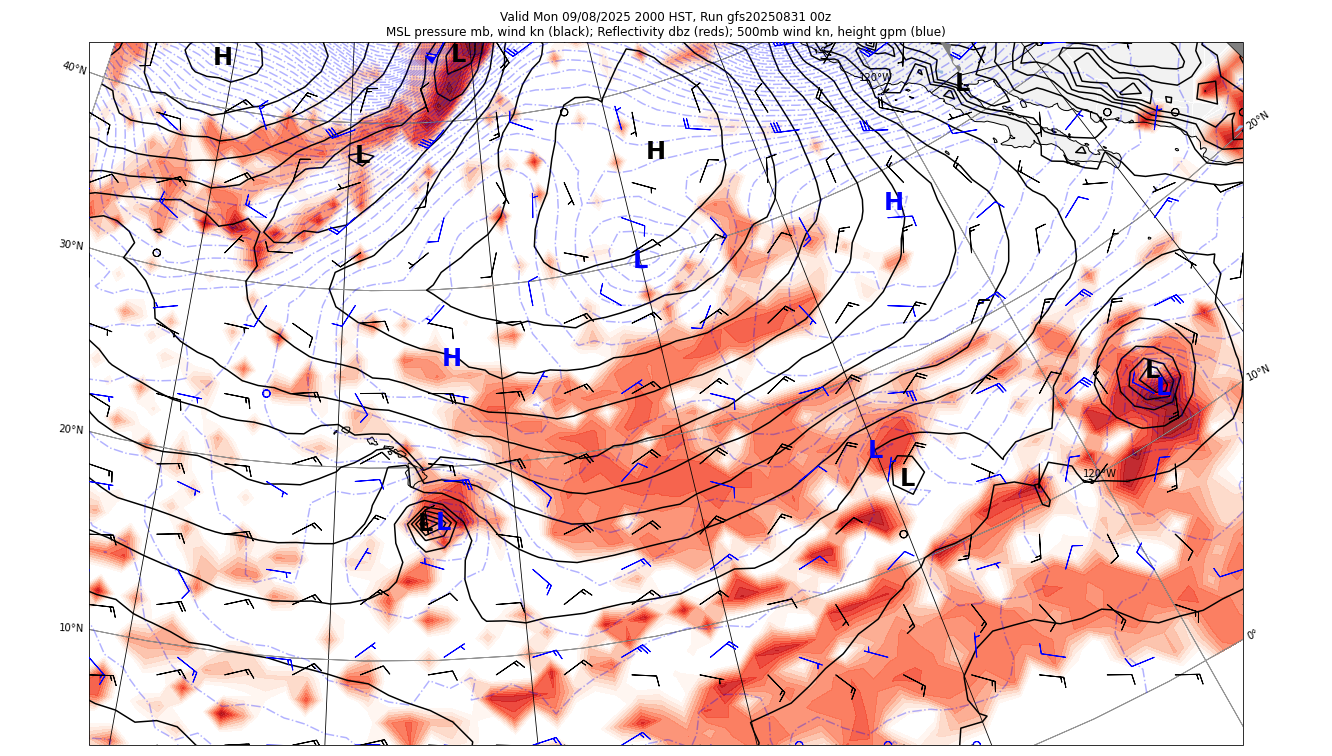 Valid Mon 09/08/2025 2000 HST, Run gfs20250831 00z
MSL pressure mb, wind kn (black); Reflectivity dbz (reds); 500mb wind kn, height gpm (blue)
H
L
40°N
120°W
L
20°N
L
H
H
30°N
L
H
L
L
10°N
20°N
L
L
120°W
L L
10°N
0°